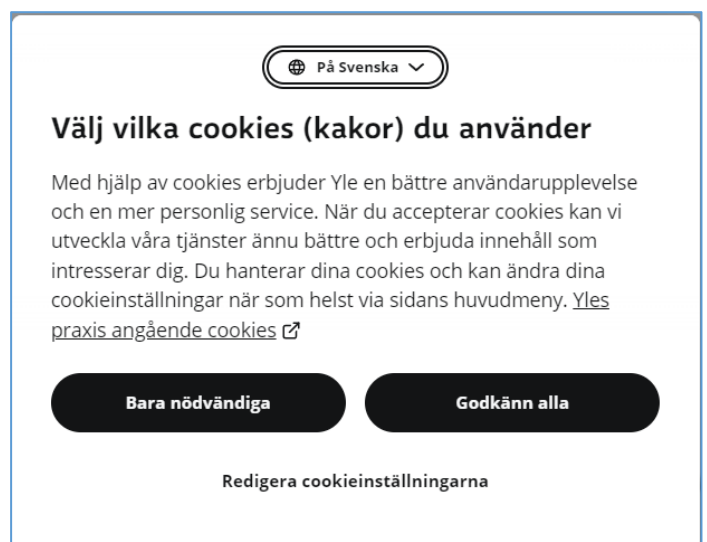 På Svenska
Välj vilka cookies (kakor) du använder
Med hjälp av cookies erbjuder Yle en bättre användarupplevelse
och en mer personlig service. När du accepterar cookies kan vi
utveckla våra tjänster ännu bättre och erbjuda innehåll som
intresserar dig. Du hanterar dina cookies och kan ändra dina
cookieinställningar när som helst via sidans huvudmeny. Yles
praxis angående cookies
Bara nödvändiga
Godkänn alla
Redigera cookieinställningarna